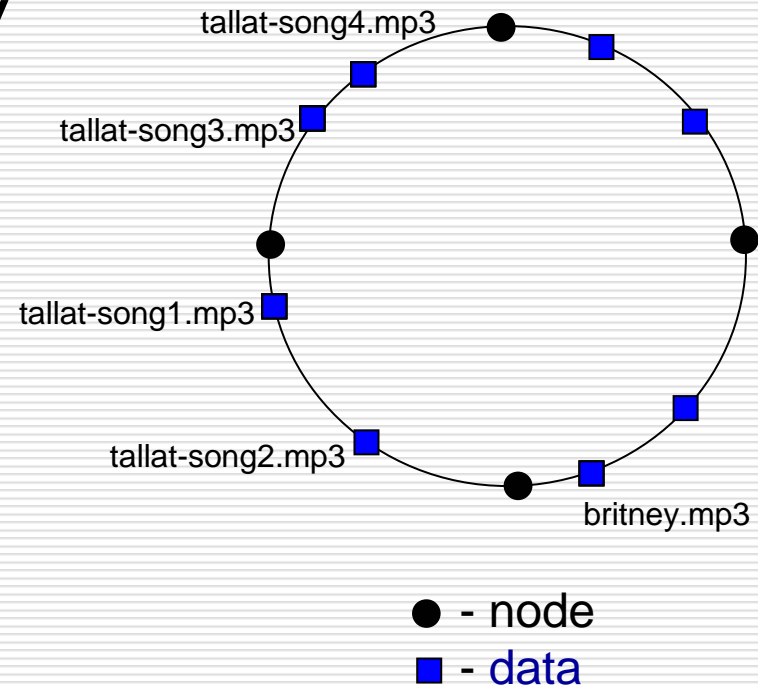 tallat-song4.mp3
tallat-song3.mp3
tallat-song1.mp3
tallat-song2.mp3
britney.mp3
- node
- data